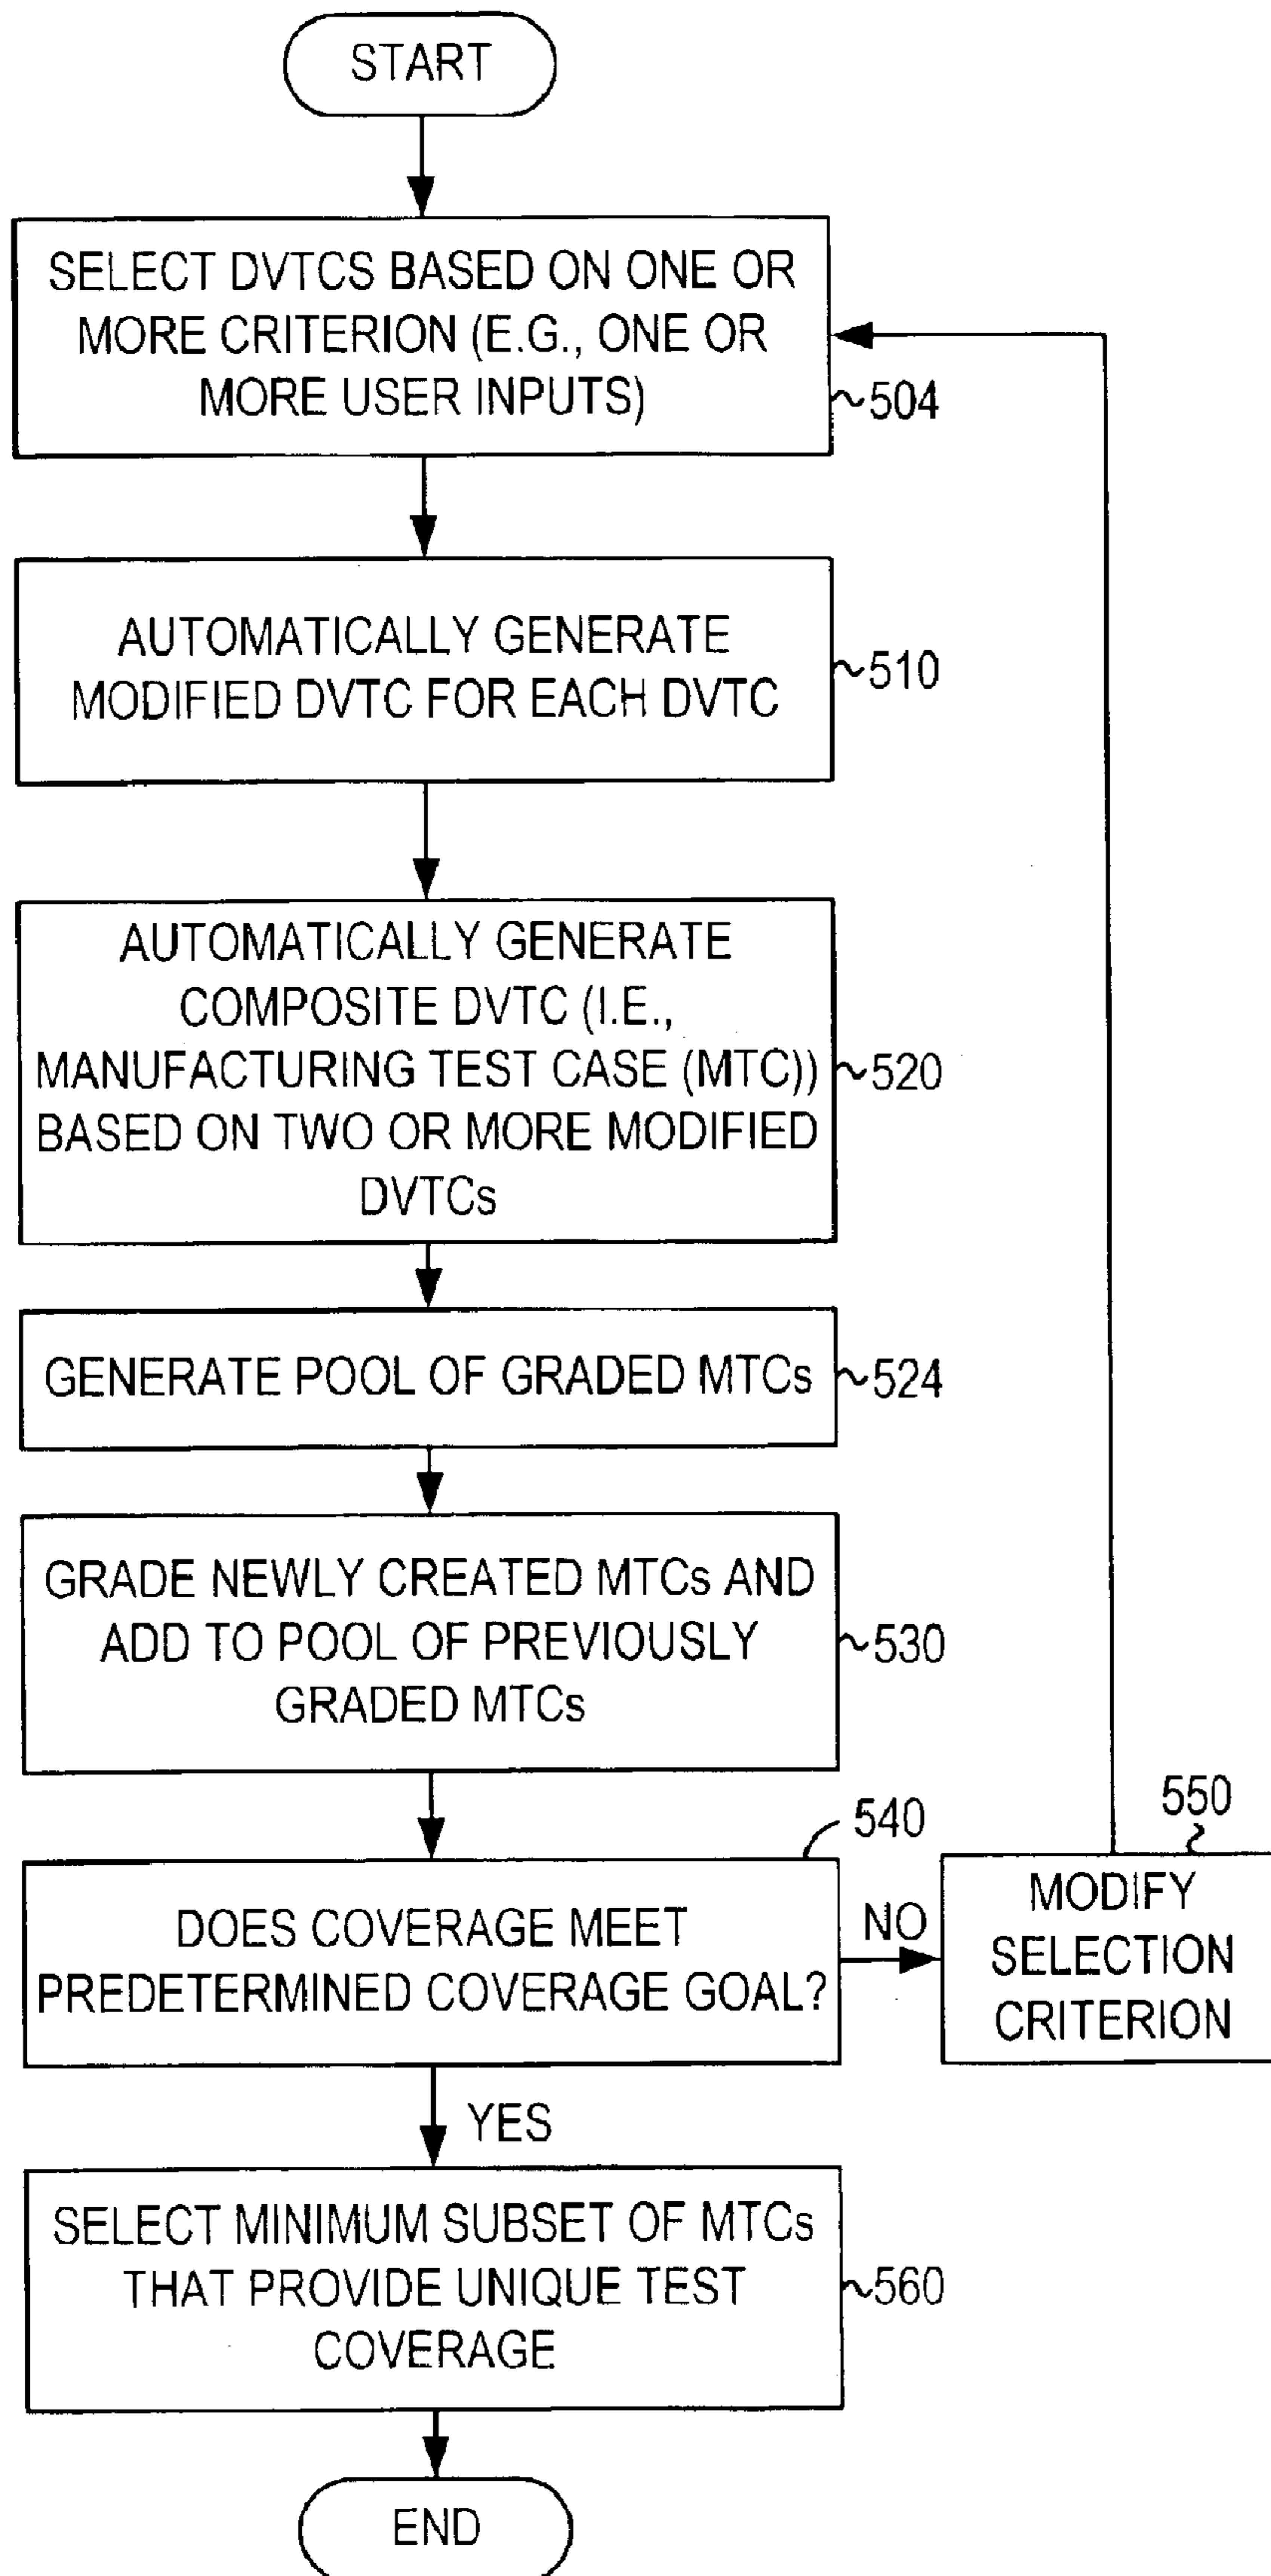 START
SELECT DVTCS BASED ON ONE OR
MORE CRITERION (E.G., ONE OR
MORE USER INPUTS)
504
AUTOMATICALLY GENERATE
MODIFIED DVTC FOR EACH DVTC
510
AUTOMATICALLY GENERATE
COMPOSITE DVTC (I.E.,
MANUFACTURING TEST CASE (MTC))
BASED ON TWO OR MORE MODIFIED
DVTCs
520
GENERATE POOL OF GRADED MTCs
524
GRADE NEWLY CREATED MTCs AND
ADD TO POOL OF PREVIOUSLY
GRADED MTCs
530
540
DOES COVERAGE MEET
PREDETERMINED COVERAGE GOAL?
NO
550
MODIFY
SELECTION
CRITERION
YES
SELECT MINIMUM SUBSET OF MTCs
THAT PROVIDE UNIQUE TEST
COVERAGE
560
END